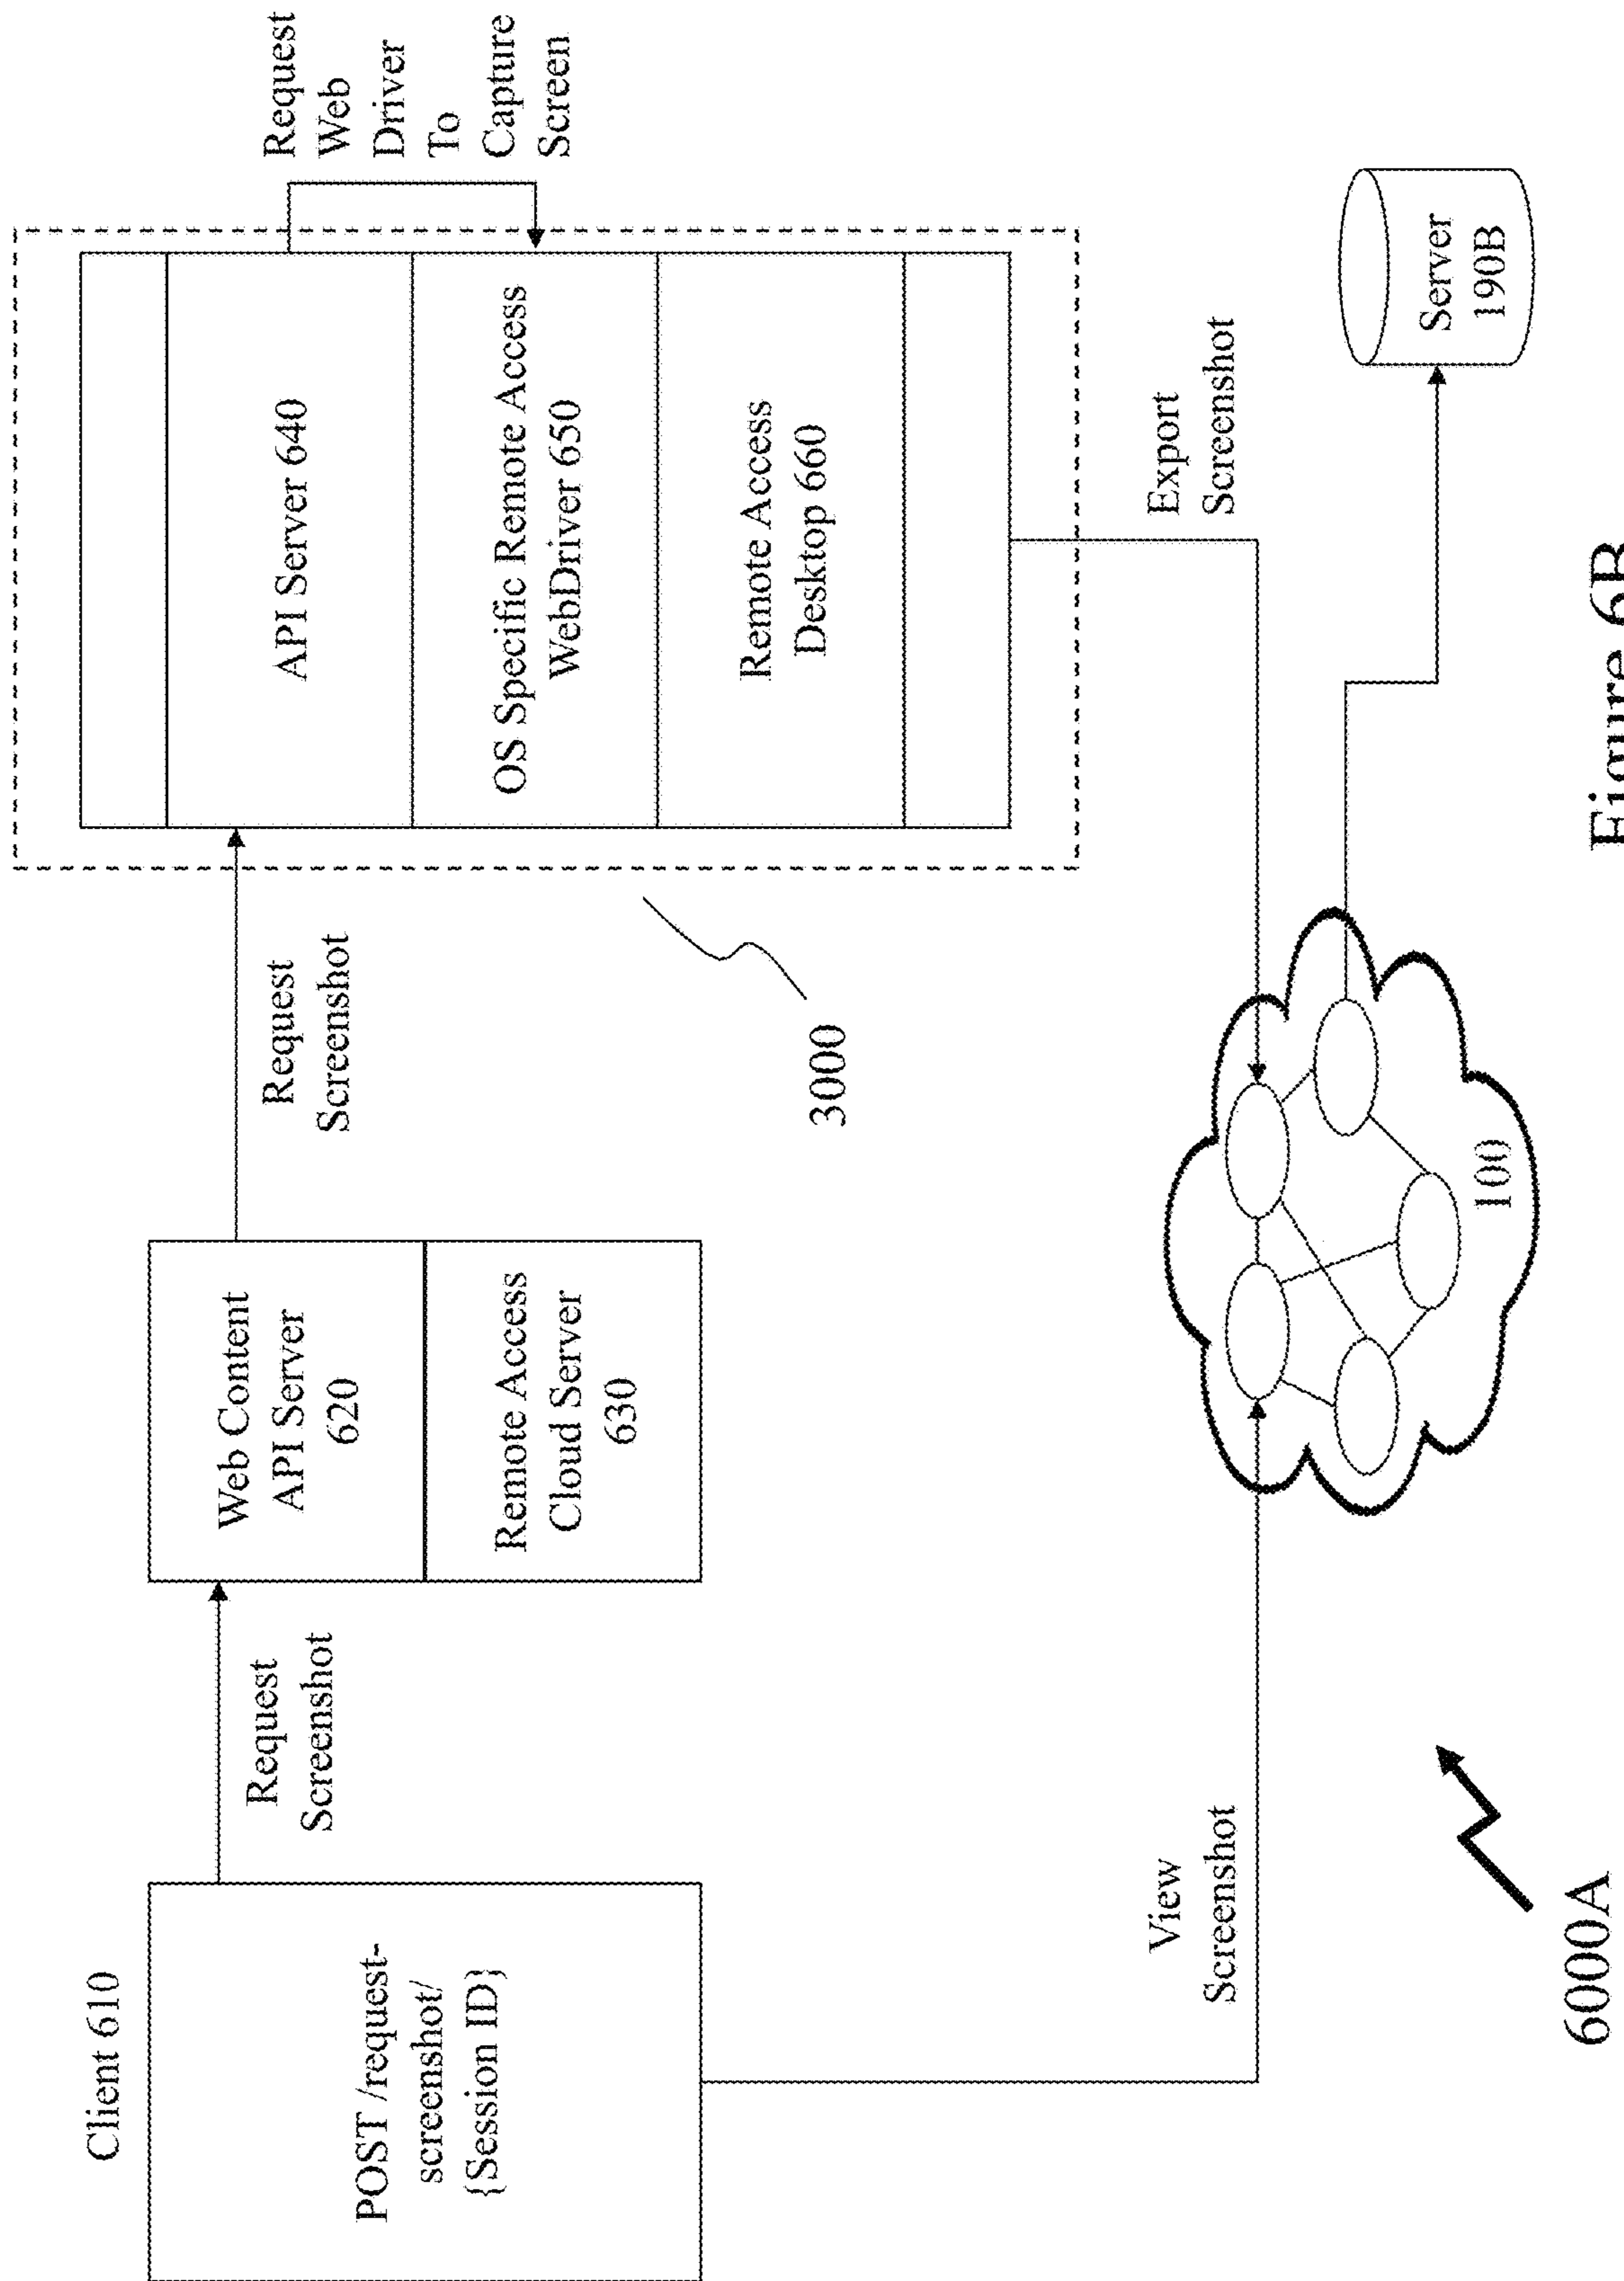 Client 610
POST /request-
screenshot/
{Session ID}
Request
Screenshot
Web Content
API Server
620
Remote Access
Cloud Server
630
Request
Screenshot
API Server 640
OS Specific Remote Access
WebDriver 650
Remote Access
Desktop 660
Request
Web
Driver
To
Capture
Screen
3000
View
Screenshot
Export
Screenshot
100
Server
190B
6000A
Figure 6B